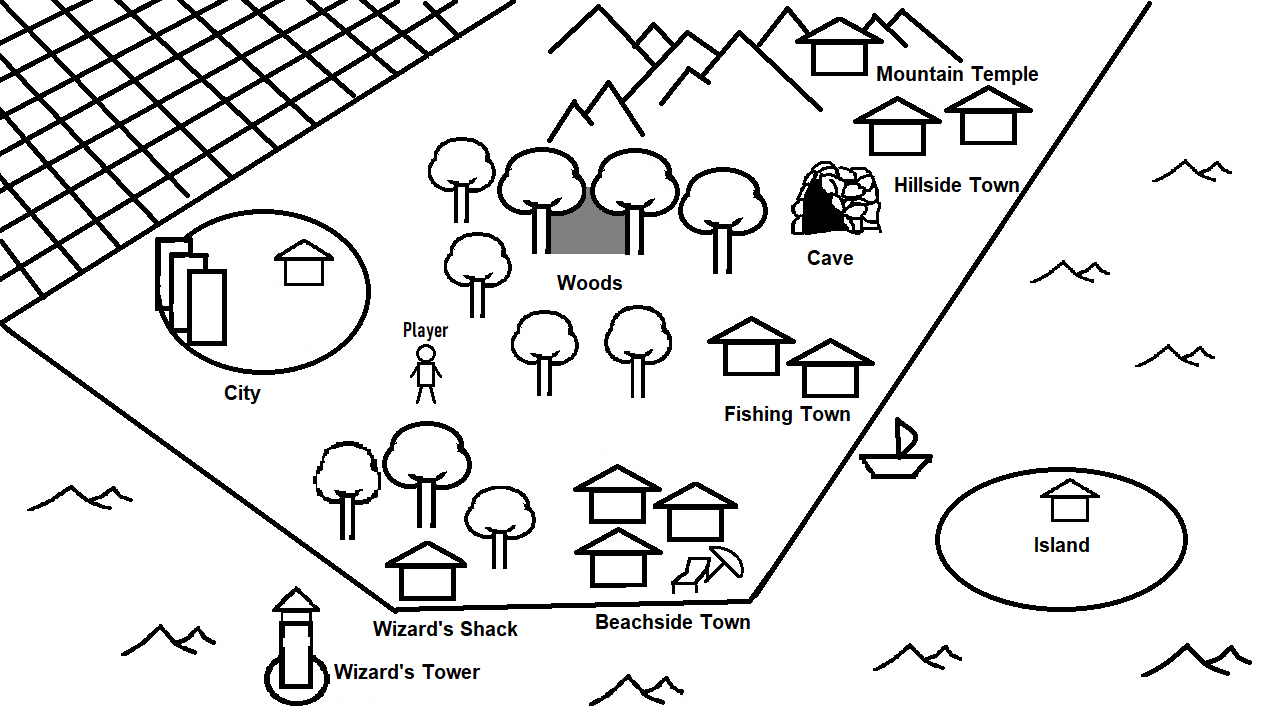 Mountain Temple
Hillside Town
Cave
Woods
Player
City
Fishing Town
Island
Wizard's Shack
Beachside Town
Wizard's Tower